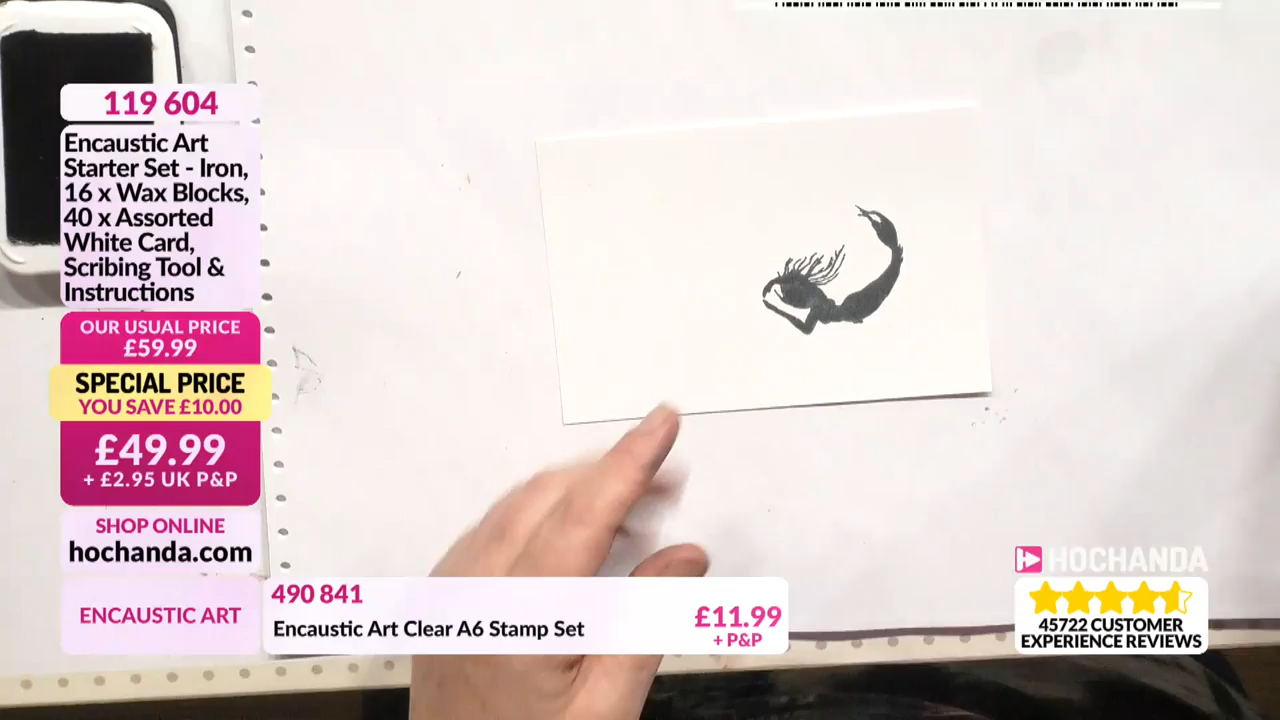 119 604
Encaustic Art
Starter Set - Iron,
16 x Wax Blocks,
40 x Assorted
White Card,
Scribing Tool &
Instructions
OUR USUAL PRICE
£59.99
SPECIAL PRICE
YOU SAVE £10.00
£49.99
+ £2.95 UK P&P
SHOP ONLINE
hochanda.com
ENCAUSTIC ART
490 841
Encaustic Art Clear A6 Stamp Set
£11.99
+ P&P
HOCHANDA
45722 CUSTOMER
EXPERIENCE REVIEWS